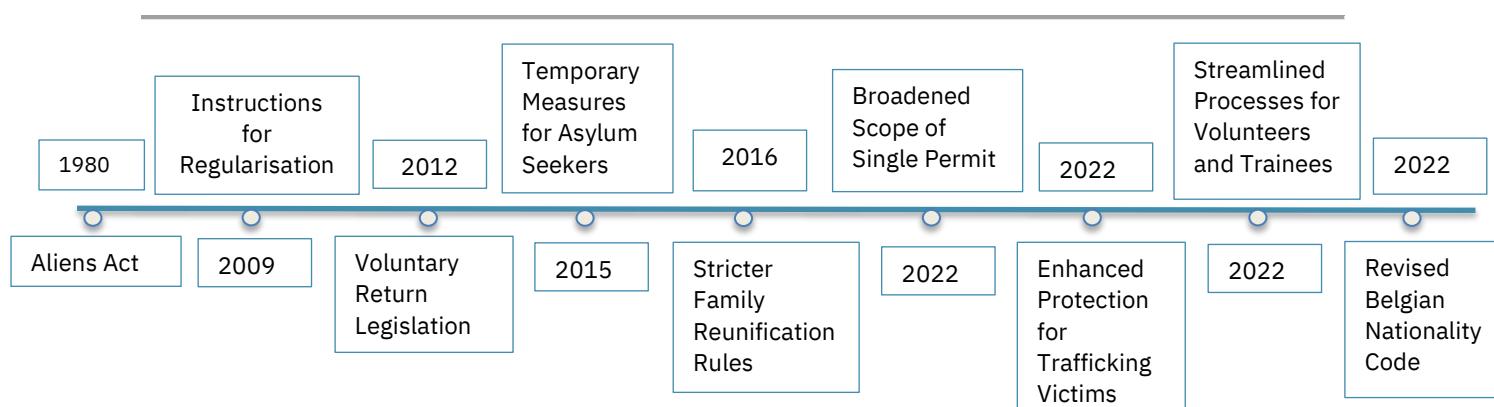 1980
Aliens Act
Instructions
for
Regularisation
2009
2012
Voluntary
Return
Legislation
Temporary
Measures
for Asylum
Seekers
2015
2016
Stricter
Family
Reunification
Rules
Broadened
Scope of
Single Permit
2022
2022
Enhanced
Protection
for
Trafficking
Victims
Streamlined
Processes for
Volunteers
and Trainees
2022
2022
Revised
Belgian
Nationality
Code